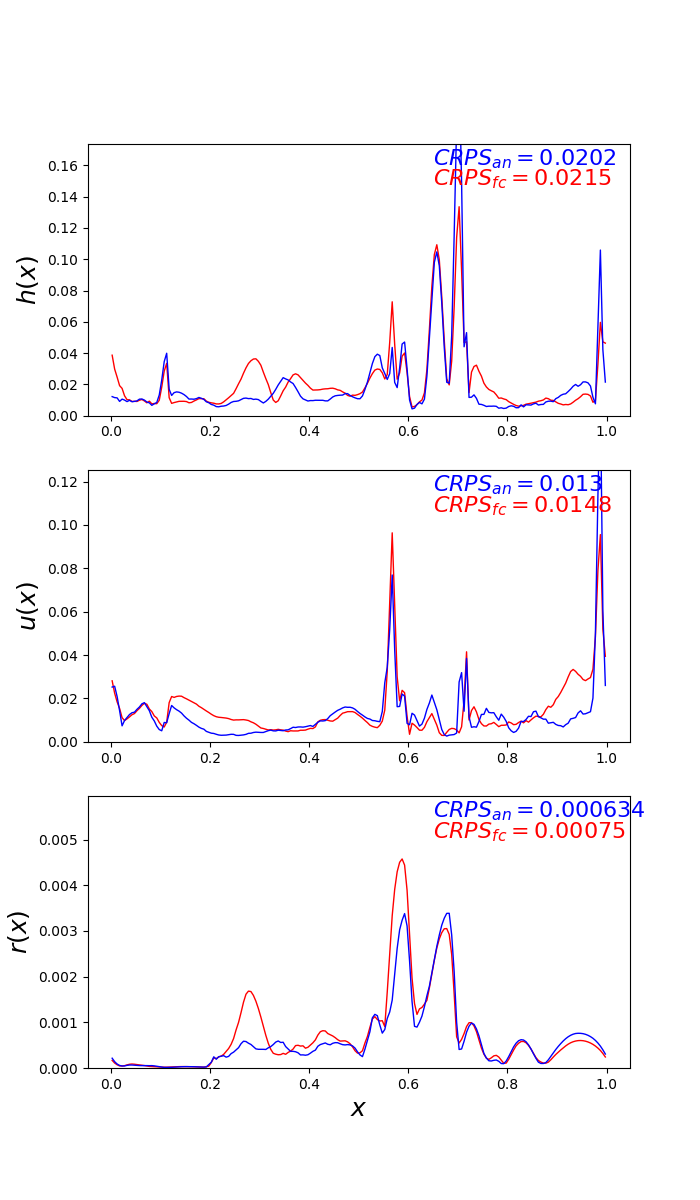 CRPS_an = 0.0202
CRPS_fc = 0.0215
h(x)
0.16
0.14
0.12
0.10
0.08
0.06
0.04
0.02
0.00
0.0 0.2 0.4 0.6 0.8 1.0
CRPS_an = 0.013
CRPS_fc = 0.0148
u(x)
0.12
0.10
0.08
0.06
0.04
0.02
0.00
0.0 0.2 0.4 0.6 0.8 1.0
CRPS_an = 0.000634
CRPS_fc = 0.00075
r(x)
0.005
0.004
0.003
0.002
0.001
0.000
0.0 0.2 0.4 0.6 0.8 1.0
x